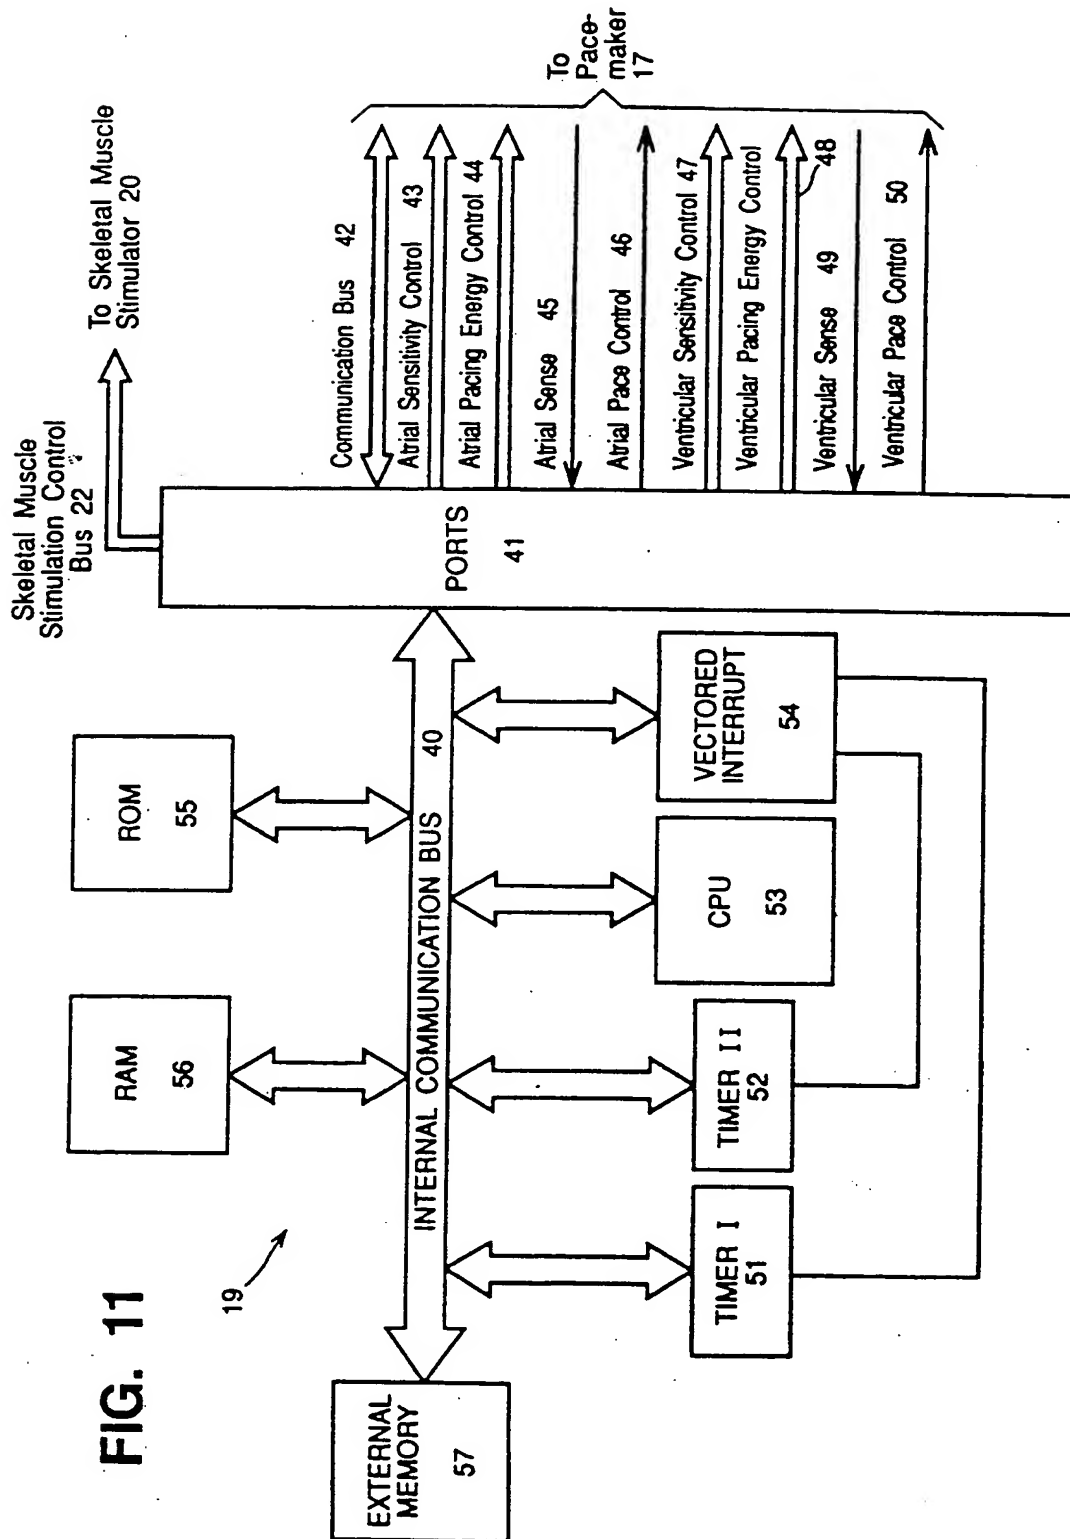 FIG. 11
19
Skeletal Muscle
Stimulation Control
Bus 22
To Skeletal Muscle
Stimulator 20
RAM
56
ROM
55
EXTERNAL
MEMORY
57
INTERNAL COMMUNICATION BUS 40
PORTS
41
TIMER I
51
TIMER II
52
CPU
53
VECTORED
INTERRUPT
54
Communication Bus 42
Atrial Sensitivity Control 43
Atrial Pacing Energy Control 44
Atrial Sense 45
Atrial Pace Control 46
Ventricular Sensitivity Control 47
Ventricular Pacing Energy Control
48
Ventricular Sense 49
Ventricular Pace Control 50
To
Pace-
maker
17